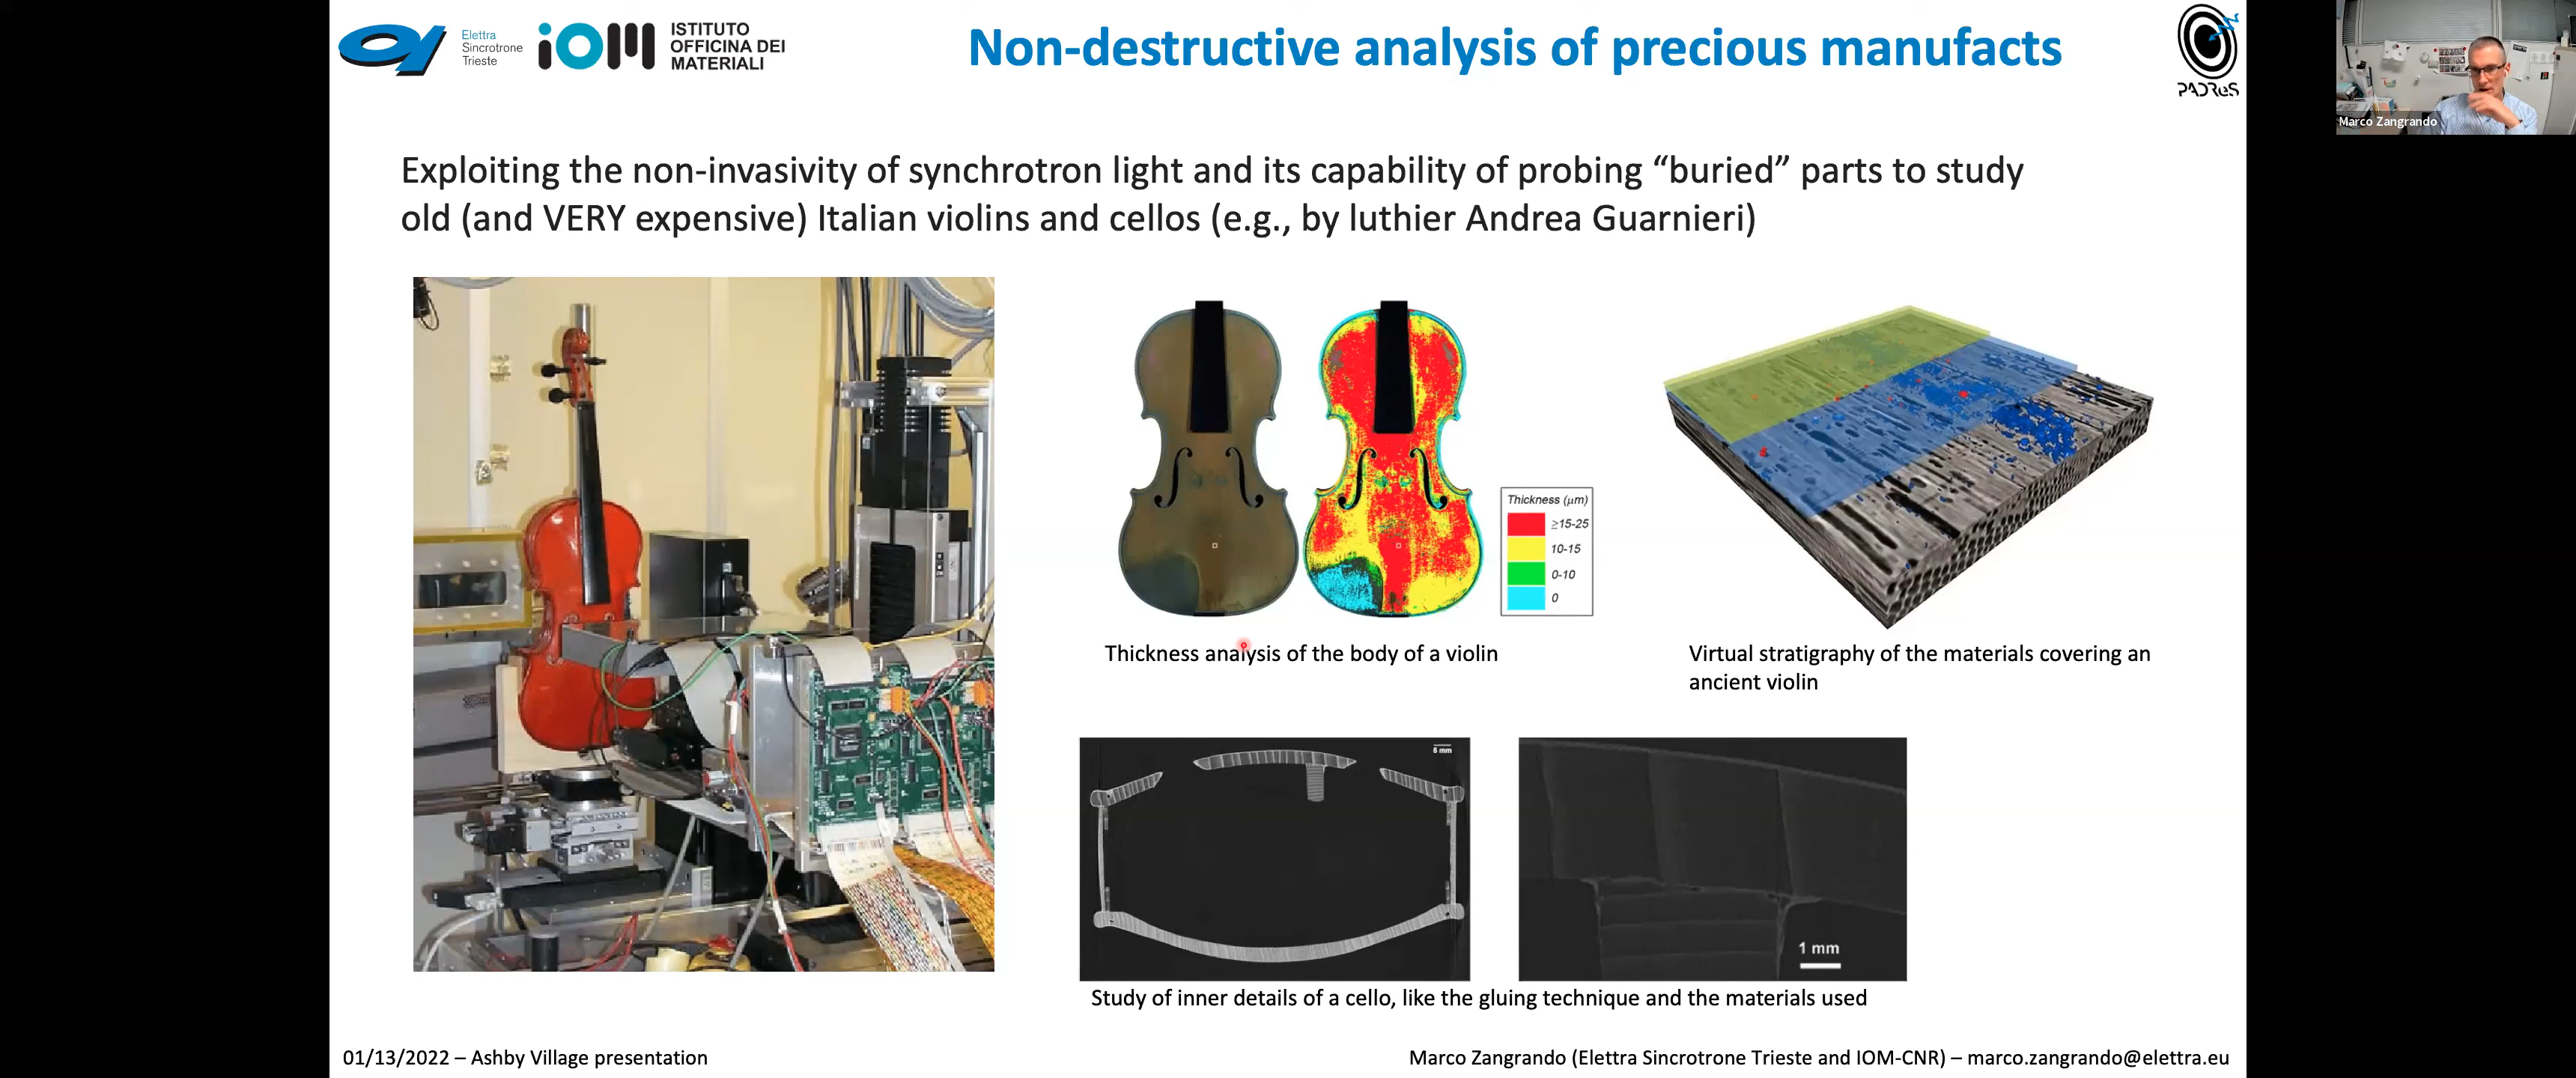 Elettra
Sincrotrone
Trieste
iOM
ISTITUTO
OFFICINA DEI
MATERIALI
Non-destructive analysis of precious manufacts
PADReS
Marco Zangrando
Exploiting the non-invasivity of synchrotron light and its capability of probing “buried” parts to study
old (and VERY expensive) Italian violins and cellos (e.g., by luthier Andrea Guarnieri)
Thickness (μm)
≥15-25
10-15
0-10
0
Thickness analysis of the body of a violin
Virtual stratigraphy of the materials covering an
ancient violin
5 mm
1 mm
Study of inner details of a cello, like the gluing technique and the materials used
01/13/2022 – Ashby Village presentation
Marco Zangrando (Elettra Sincrotrone Trieste and IOM-CNR) – marco.zangrando@elettra.eu